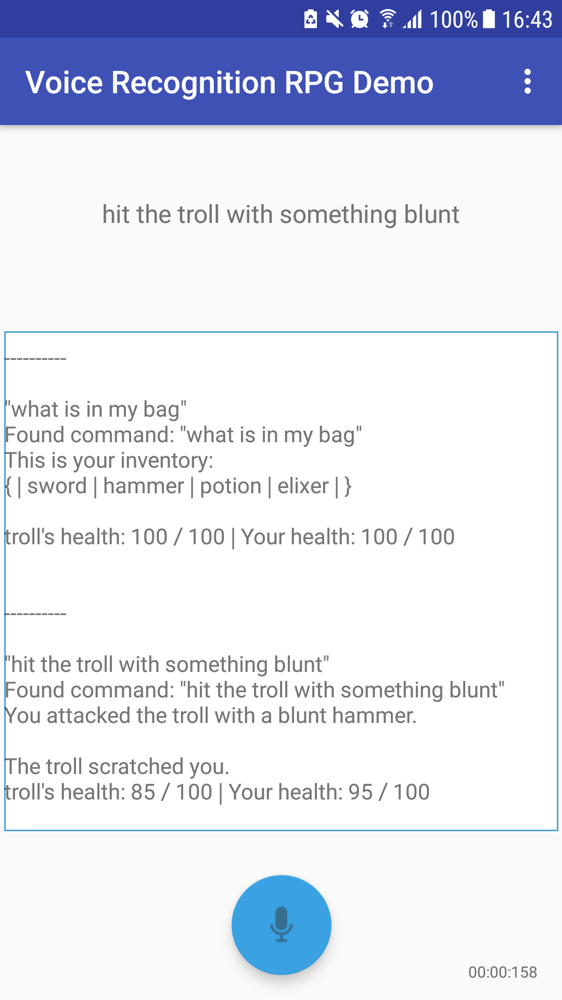 100% 16:43
Voice Recognition RPG Demo
hit the troll with something blunt
----------
"what is in my bag"
Found command: "what is in my bag"
This is your inventory:
{ | sword | hammer | potion | elixer | }
troll's health: 100 / 100 | Your health: 100 / 100
----------
"hit the troll with something blunt"
Found command: "hit the troll with something blunt"
You attacked the troll with a blunt hammer.
The troll scratched you.
troll's health: 85 / 100 | Your health: 95 / 100
00:00:158